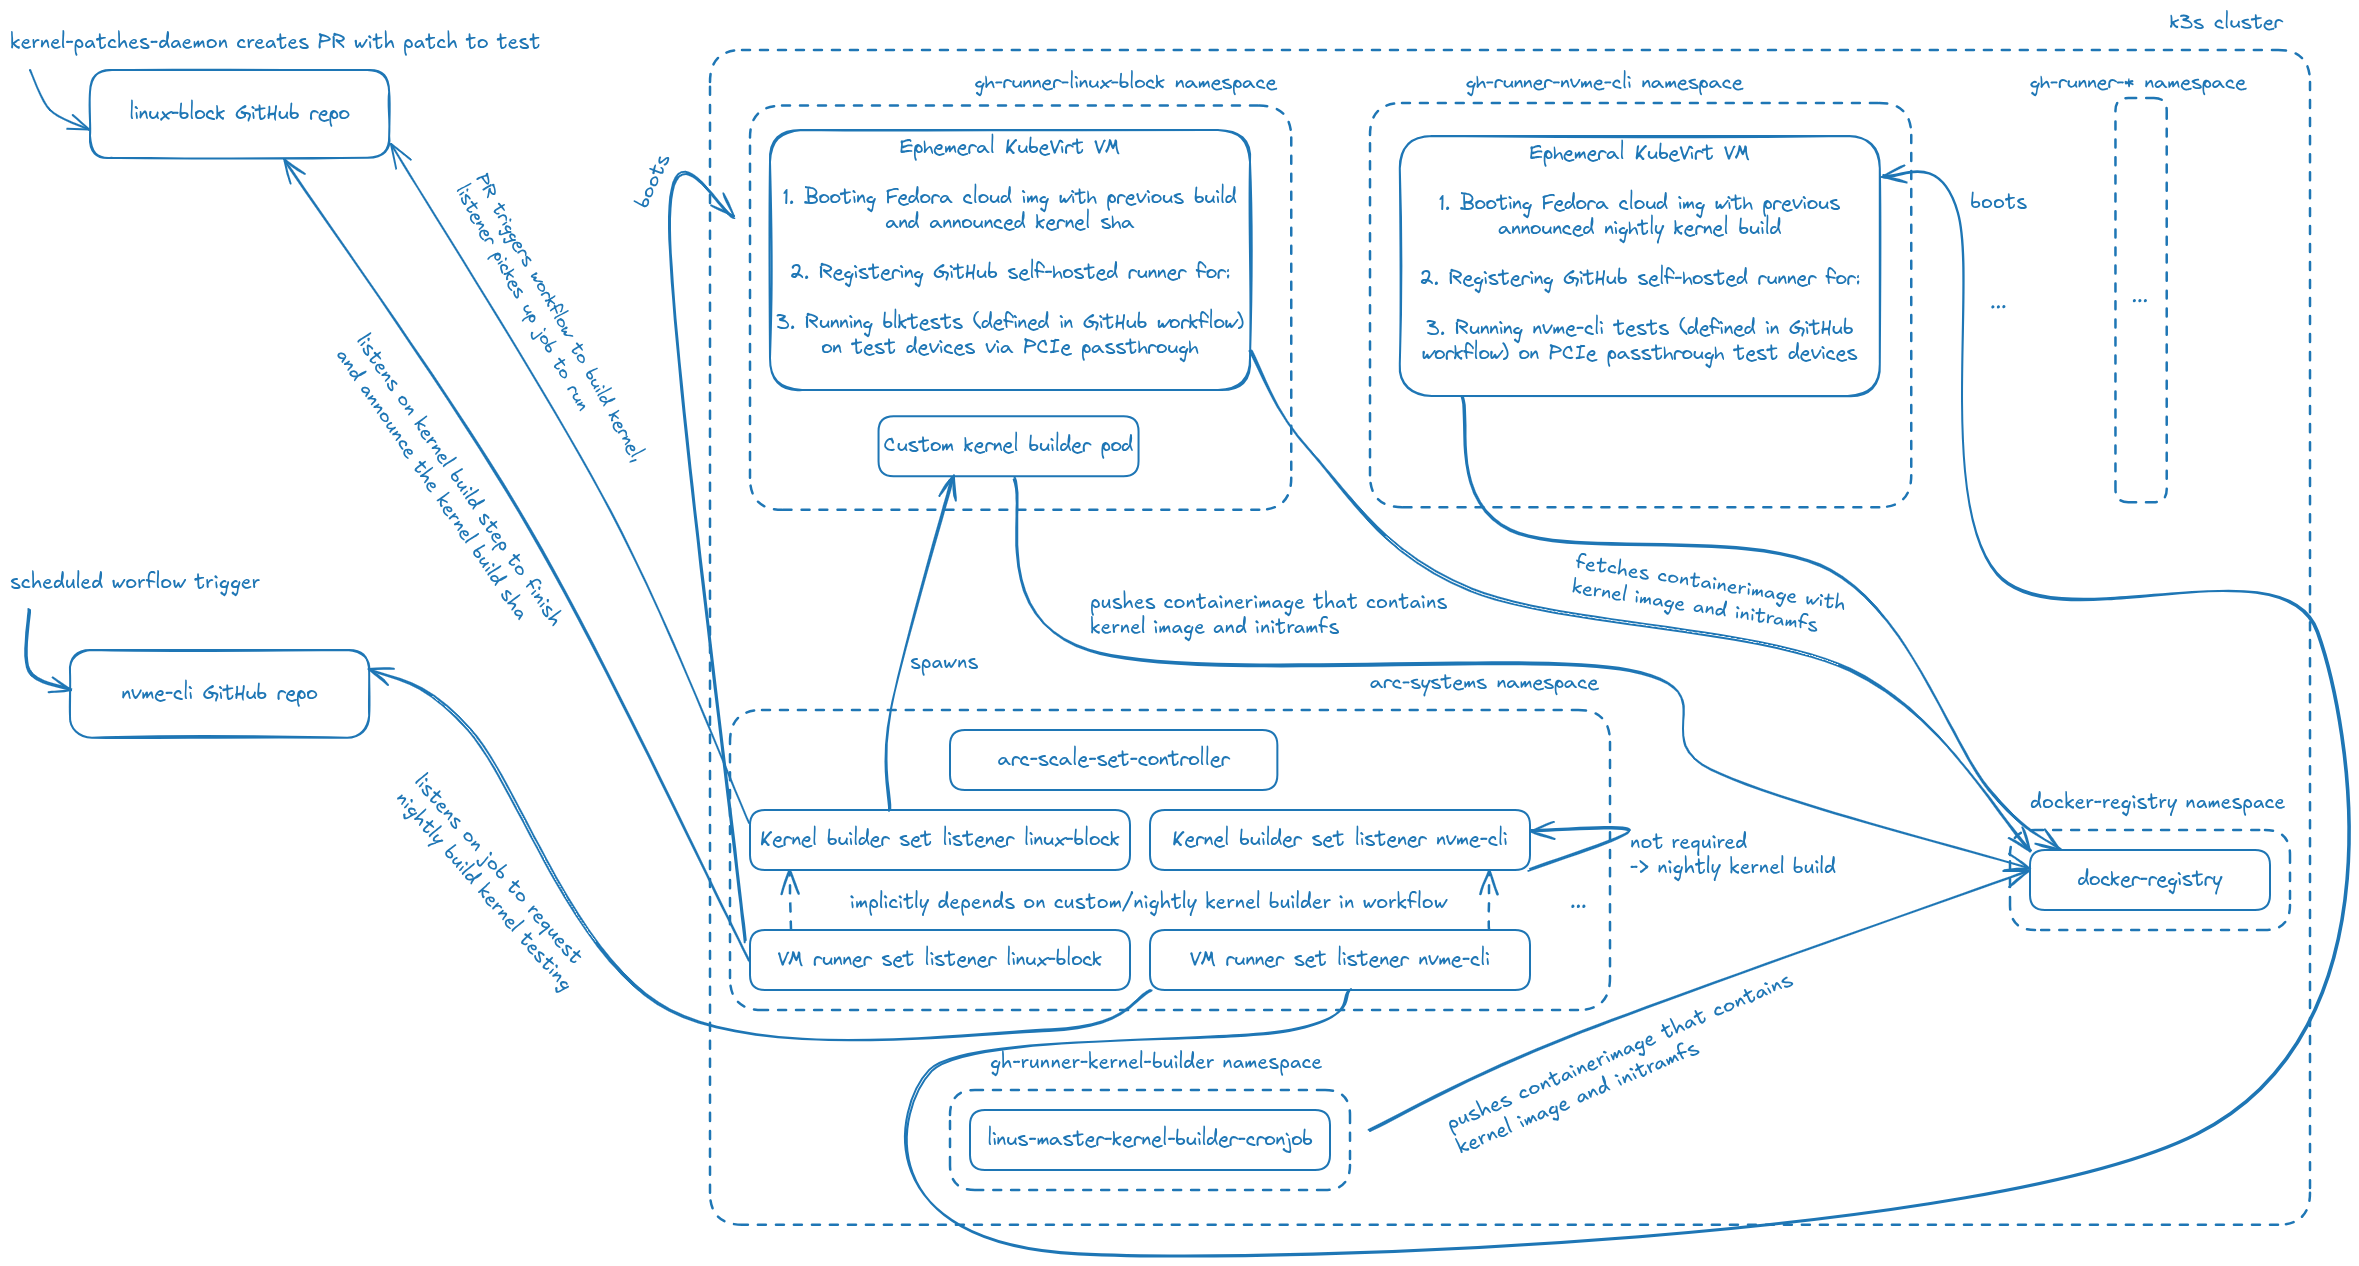 kernel-patches-daemon creates PR with patch to test
linux-block GitHub repo
PR triggers workflow to build kernel,
listener pickes up job to run
listens on kernel build step to finish
and announce the kernel build sha
scheduled worflow trigger
nvme-cli GitHub repo
listens on job to request
nightly build kernel testing
k3s cluster
gh-runner-linux-block namespace
boots
Ephemeral KubeVirt VM
1. Booting Fedora cloud img with previous build
and announced kernel sha
2. Registering GitHub self-hosted runner for:
3. Running blktests (defined in GitHub workflow)
on test devices via PCIe passthrough
Custom kernel builder pod
gh-runner-nvme-cli namespace
Ephemeral KubeVirt VM
1. Booting Fedora cloud img with previous
announced nightly kernel build
2. Registering GitHub self-hosted runner for:
3. Running nvme-cli tests (defined in GitHub
workflow) on PCIe passthrough test devices
boots
...
gh-runner-* namespace
...
spawns
pushes containerimage that contains
kernel image and initramfs
fetches containerimage with
kernel image and initramfs
arc-systems namespace
arc-scale-set-controller
Kernel builder set listener linux-block
Kernel builder set listener nvme-cli
not required
-> nightly kernel build
implicitly depends on custom/nightly kernel builder in workflow
...
VM runner set listener linux-block
VM runner set listener nvme-cli
docker-registry namespace
docker-registry
gh-runner-kernel-builder namespace
linus-master-kernel-builder-cronjob
pushes containerimage that contains
kernel image and initramfs